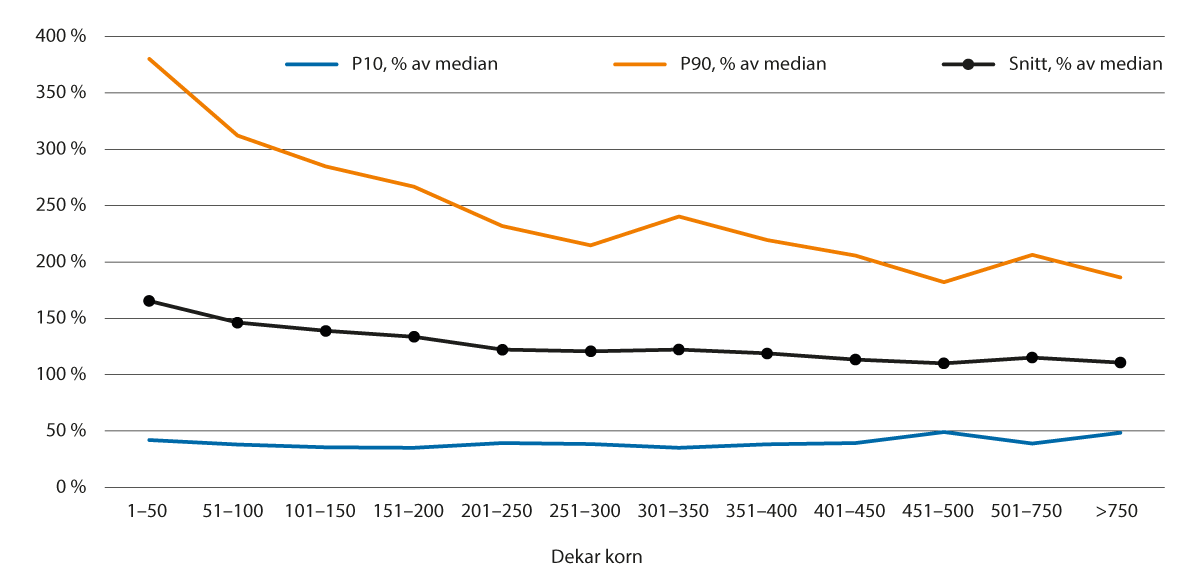 400 %
P10, % av median
P90, % av median
Snitt, % av median
350 %
300 %
250 %
200 %
150 %
100 %
50 %
0 %
1–50 51–100 101–150 151–200 201–250 251–300 301–350 351–400 401–450 451–500 501–750 >750
Dekar korn